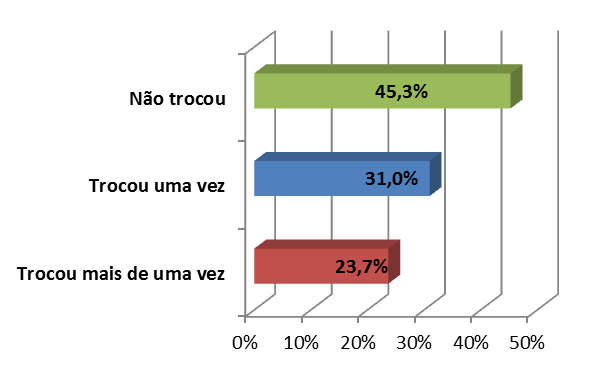 Não trocou
45,3%
Trocou uma vez
31,0%
Trocou mais de uma vez
23,7%
0% 10% 20% 30% 40% 50%